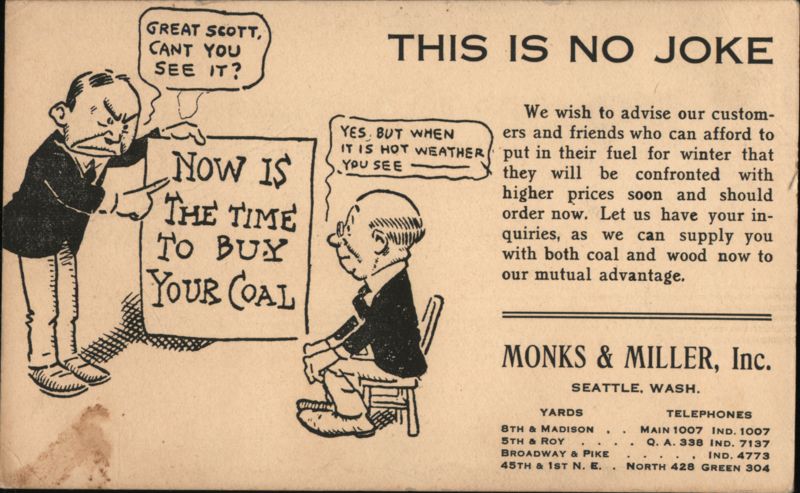 GREAT SCOTT,
CANT YOU
SEE IT?
NOW IS
THE TIME
TO BUY
YOUR COAL
YES, BUT WHEN
IT IS HOT WEATHER
YOU SEE ———
THIS IS NO JOKE
We wish to advise our custom-
ers and friends who can afford to
put in their fuel for winter that
they will be confronted with
higher prices soon and should
order now. Let us have your in-
quiries, as we can supply you
with both coal and wood now to
our mutual advantage.
MONKS & MILLER, Inc.
SEATTLE, WASH.
YARDS TELEPHONES
8TH & MADISON . . MAIN 1007 IND. 1007
5TH & ROY . . . . Q. A. 338 IND. 7137
BROADWAY & PIKE . . . . . IND. 4773
45TH & 1ST N. E. . NORTH 428 GREEN 304